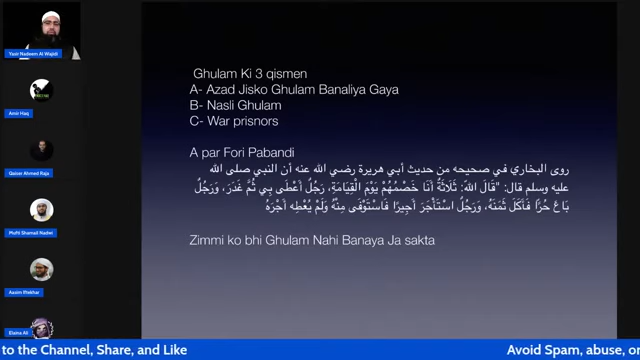 Yasir Nadeem Al Wajidi
Amir Haq
Qaiser Ahmed Raja
Mufti Shamail Nadwi
Aasim Iftekhar
Elaina Ali
Ghulam Ki 3 qismen
A- Azad Jisko Ghulam Banaliya Gaya
B- Nasli Ghulam
C- War prisnors
A par Fori Pabandi
روى البخاري في صحيحه من حديث أبي هريرة رضي الله عنه أن النبي صلى الله
عليه وسلم قال: "قَالَ اللَّهُ: ثَلَاثَةٌ أَنَا خَصْمُهُمْ يَوْمَ الْقِيَامَةِ، رَجُلٌ أَعْطَى بِي ثُمَّ غَدَرَ، وَرَجُلٌ
بَاعَ حُرًّا فَأَكَلَ ثَمَنَهُ، وَرَجُلٌ اسْتَأْجَرَ أَجِيرًا فَاسْتَوْفَى مِنْهُ وَلَمْ يُعْطِهِ أَجْرَهُ
Zimmi ko bhi Ghulam Nahi Banaya Ja sakta
to the Channel, Share, and Like
Avoid Spam, abuse, or